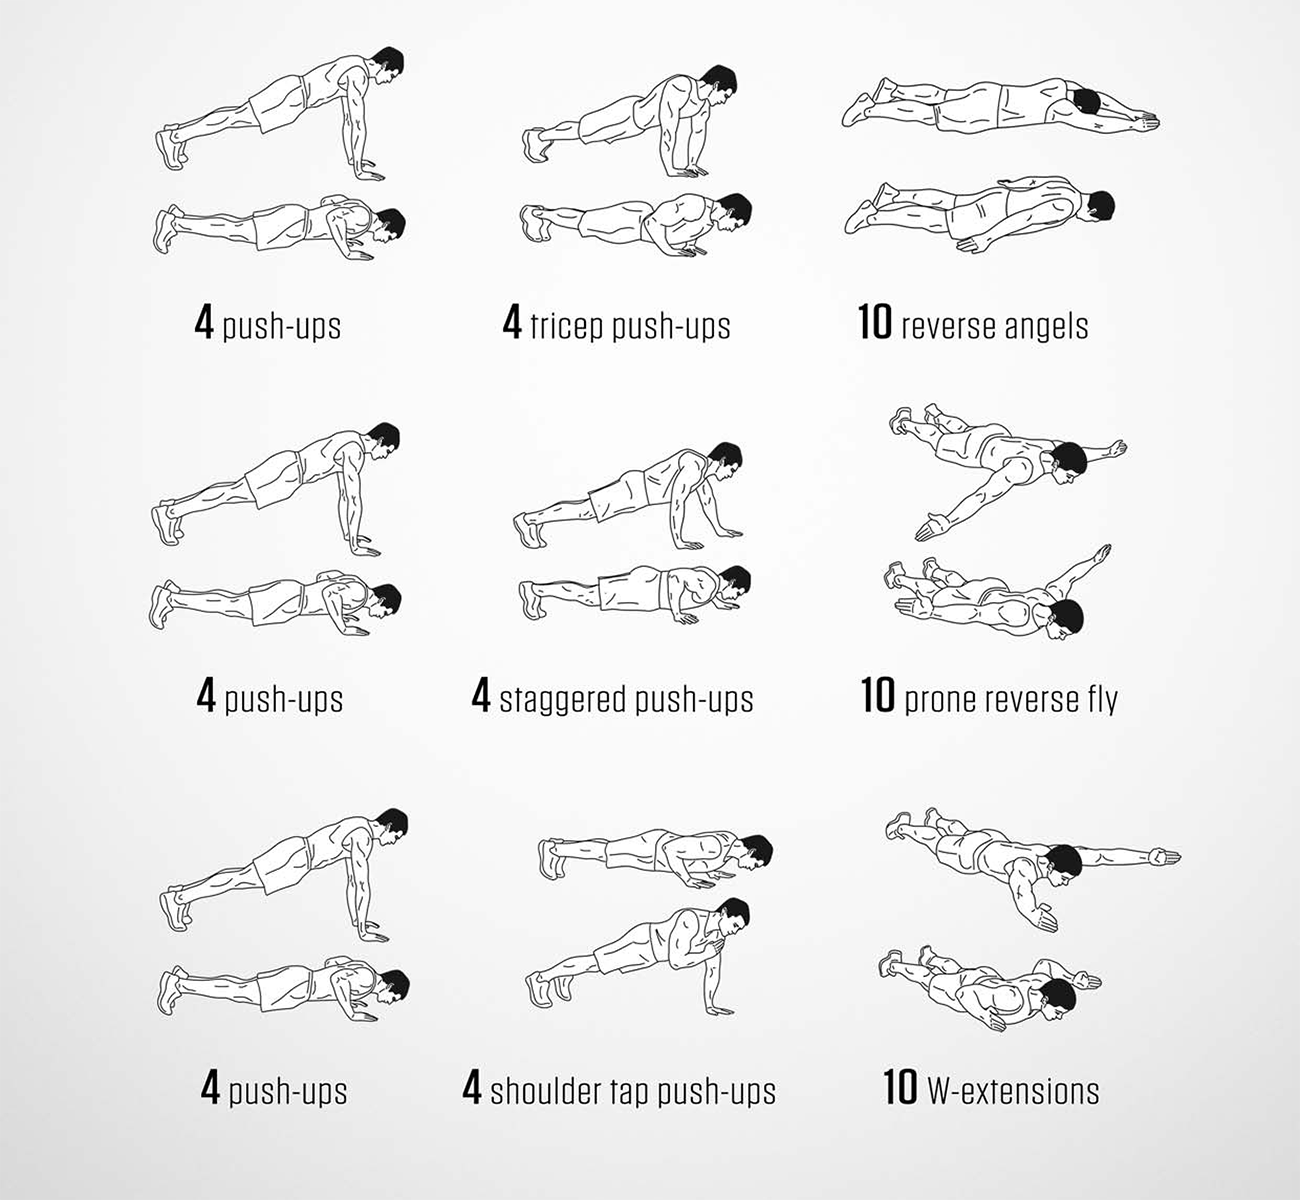 4 push-ups
4 tricep push-ups
10 reverse angels
4 push-ups
4 staggered push-ups
10 prone reverse fly
4 push-ups
4 shoulder tap push-ups
10 W-extensions